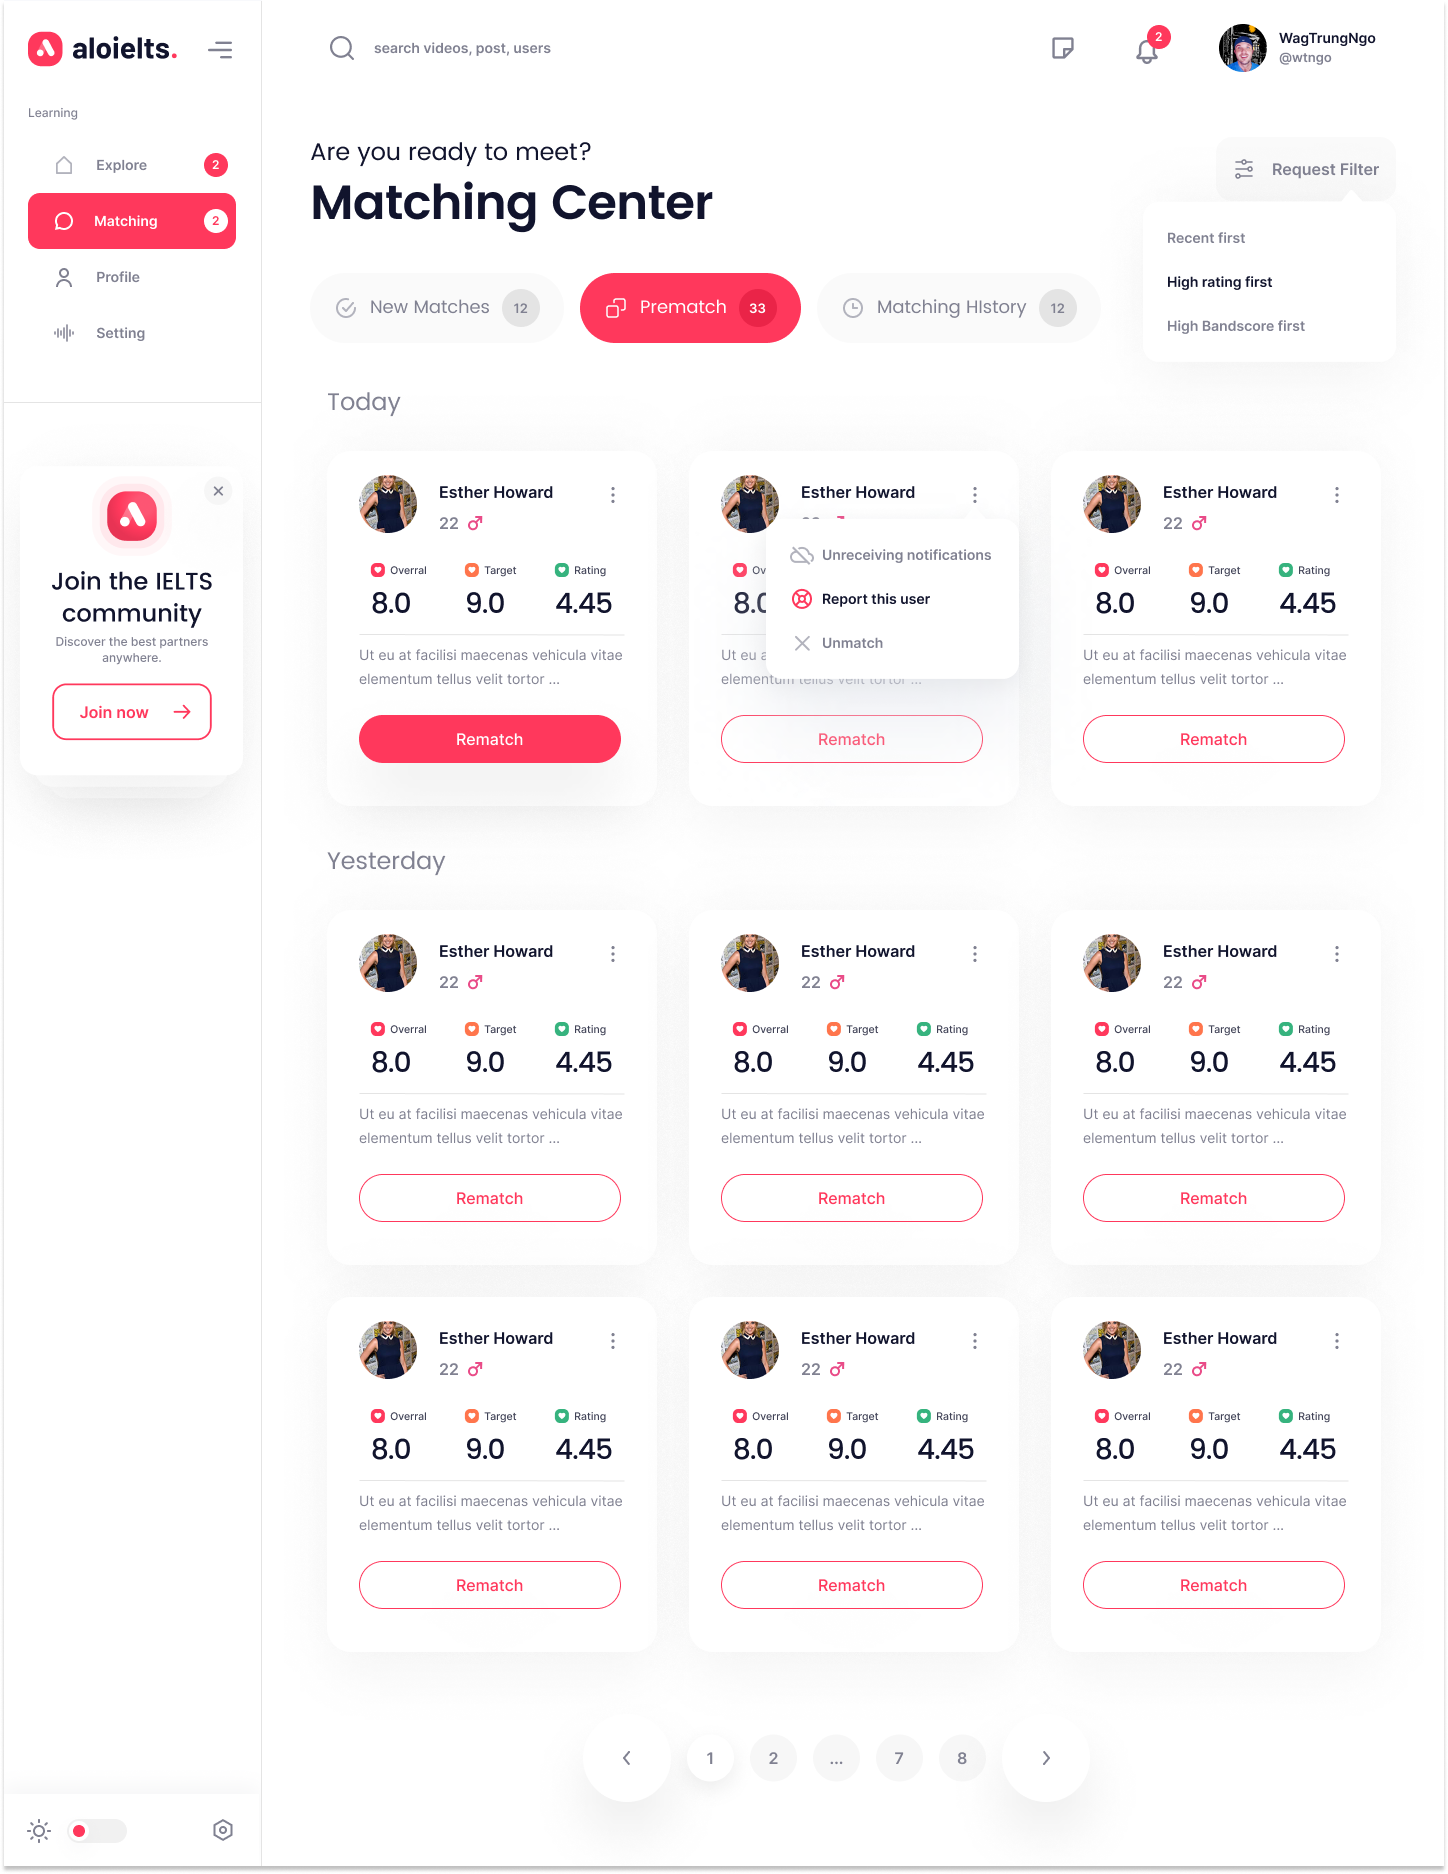 aloielts.
search videos, post, users
2
WagTrungNgo
@wtngo
Learning
Explore
2
Matching
2
Profile
Setting
Join the IELTS
community
Discover the best partners
anywhere.
Join now
Are you ready to meet?
Matching Center
Request Filter
Recent first
High rating first
High Bandscore first
New Matches 12
Prematch 33
Matching HIstory 12
Today
Esther Howard
22
Overral Target Rating
8.0 9.0 4.45
Ut eu at facilisi maecenas vehicula vitae
elementum tellus velit tortor ...
Rematch
Esther Howard
Unreceiving notifications
Report this user
Unmatch
8.0
Ut eu a
elementum tellus velit tortor ...
Rematch
Esther Howard
22
Overral Target Rating
8.0 9.0 4.45
Ut eu at facilisi maecenas vehicula vitae
elementum tellus velit tortor ...
Rematch
Yesterday
Esther Howard
22
Overral Target Rating
8.0 9.0 4.45
Ut eu at facilisi maecenas vehicula vitae
elementum tellus velit tortor ...
Rematch
Esther Howard
22
Overral Target Rating
8.0 9.0 4.45
Ut eu at facilisi maecenas vehicula vitae
elementum tellus velit tortor ...
Rematch
Esther Howard
22
Overral Target Rating
8.0 9.0 4.45
Ut eu at facilisi maecenas vehicula vitae
elementum tellus velit tortor ...
Rematch
Esther Howard
22
Overral Target Rating
8.0 9.0 4.45
Ut eu at facilisi maecenas vehicula vitae
elementum tellus velit tortor ...
Rematch
Esther Howard
22
Overral Target Rating
8.0 9.0 4.45
Ut eu at facilisi maecenas vehicula vitae
elementum tellus velit tortor ...
Rematch
Esther Howard
22
Overral Target Rating
8.0 9.0 4.45
Ut eu at facilisi maecenas vehicula vitae
elementum tellus velit tortor ...
Rematch
1 2 ... 7 8